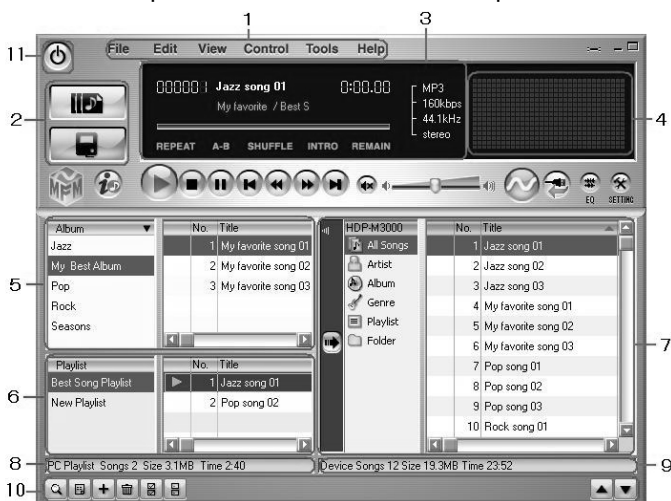 1
3
11
File Edit View Control Tools Help
2
00000 1 Jazz song 01 0:00.00
My favorite / Best S
MP3
160kbps
44.1kHz
stereo
4
REPEAT A-B SHUFFLE INTRO REMAIN
EQ SETTING
5
Album
No. Title
Jazz
1 My favorite song 01
My Best Album
2 My favorite song 02
Pop
3 My favorite song 03
Rock
Seasons
HDP-M3000
All Songs
Artist
Album
Genre
Playlist
Folder
No. Title
1 Jazz song 01
2 Jazz song 02
3 Jazz song 03
4 My favorite song 01
5 My favorite song 02
6 My favorite song 03
7 Pop song 01
8 Pop song 02
9 Pop song 03
10 Rock song 01
7
6
Playlist
No. Title
Best Song Playlist
1 Jazz song 01
New Playlist
2 Pop song 02
8
PC Playlist Songs 2 Size 3.1MB Time 2:40
Device Songs 12 Size 19.3MB Time 23:52
9
10